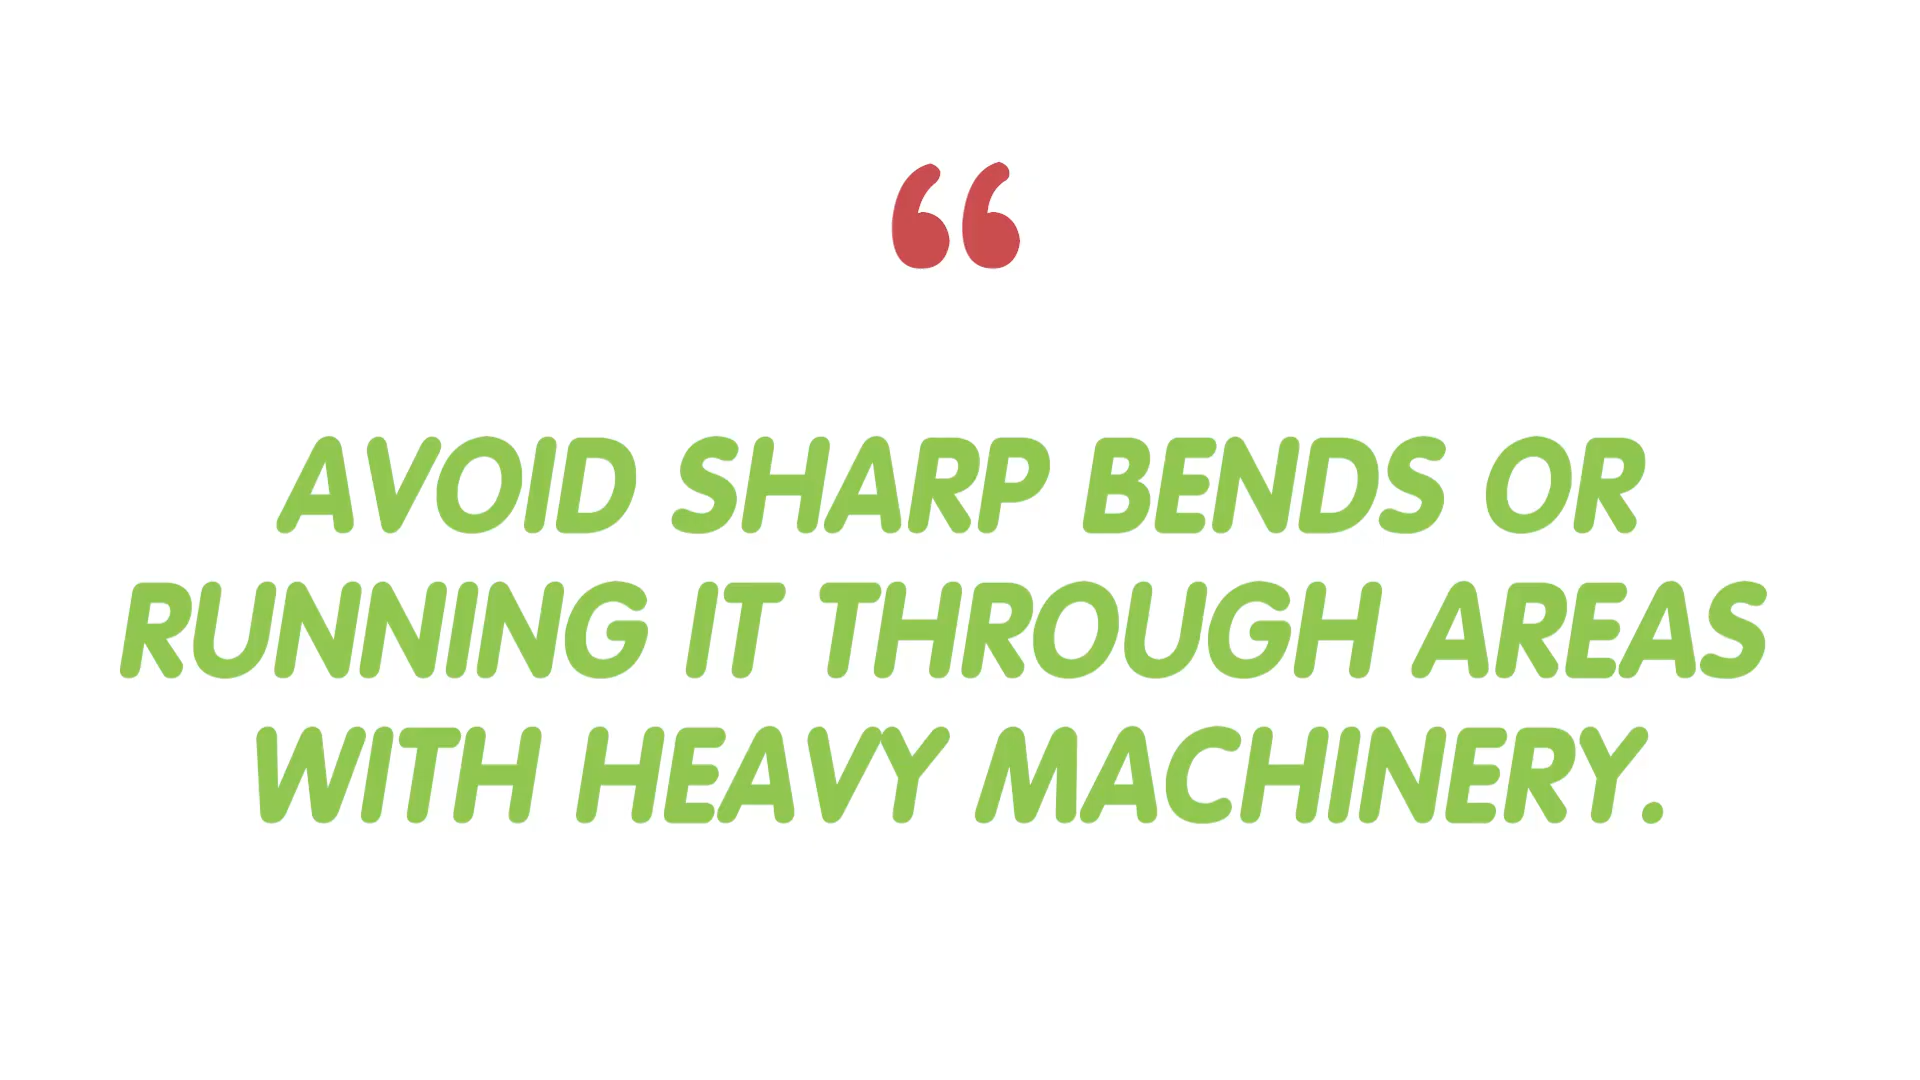 “
AVOID SHARP BENDS OR
RUNNING IT THROUGH AREAS
WITH HEAVY MACHINERY.